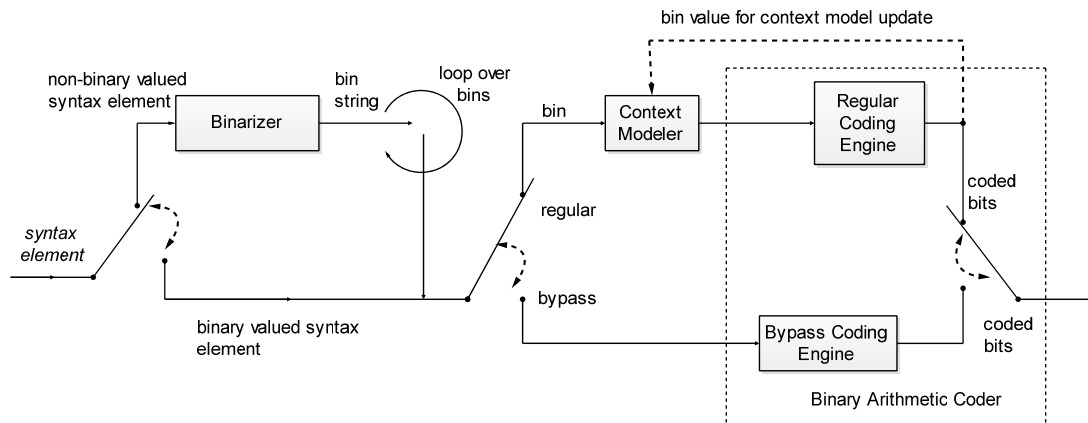 bin value for context model update
non-binary valued
syntax element
Binarizer
bin
string
loop over
bins
bin
Context
Modeler
Regular
Coding
Engine
coded
bits
syntax
element
regular
bypass
binary valued syntax
element
Bypass Coding
Engine
coded
bits
Binary Arithmetic Coder